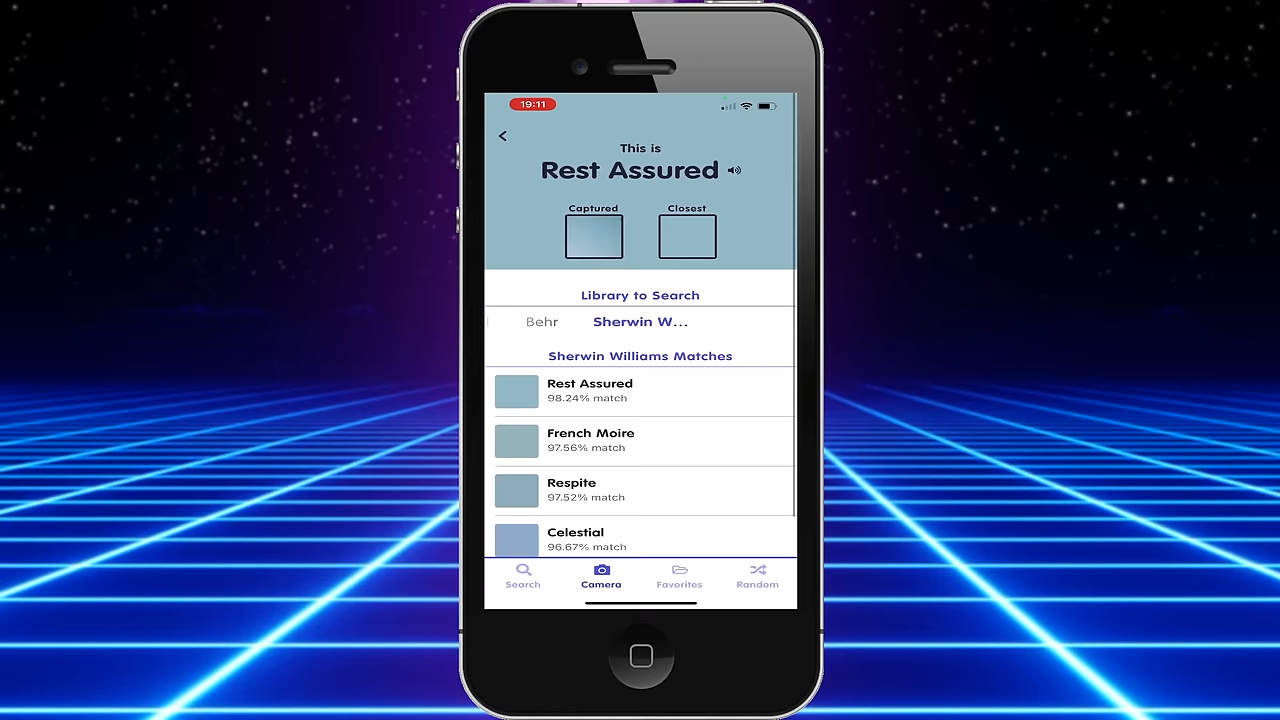 19:11
This is
Rest Assured
Captured
Closest
Library to Search
Behr
Sherwin W...
Sherwin Williams Matches
Rest Assured
98.24% match
French Moire
97.56% match
Respite
97.52% match
Celestial
96.67% match
Search
Camera
Favorites
Random